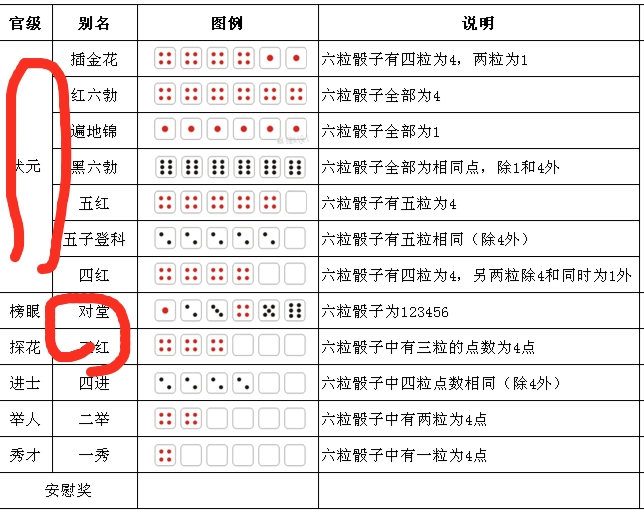 官级 别名 图例 说明
插金花 六粒骰子有四粒为4，两粒为1
红六勃 六粒骰子全部为4
遍地锦 六粒骰子全部为1
状元 黑六勃 六粒骰子全部为相同点，除1和4外
五红 六粒骰子有五粒为4
五子登科 六粒骰子有五粒相同（除4外）
四红 六粒骰子有四粒为4，另两粒除4和同时为1外
榜眼 对堂 六粒骰子为123456
探花 红 六粒骰子中有三粒的点数为4点
进士 四进 六粒骰子中四粒点数相同（除4外）
举人 二举 六粒骰子中有两粒为4点
秀才 一秀 六粒骰子中有一粒为4点
安慰奖